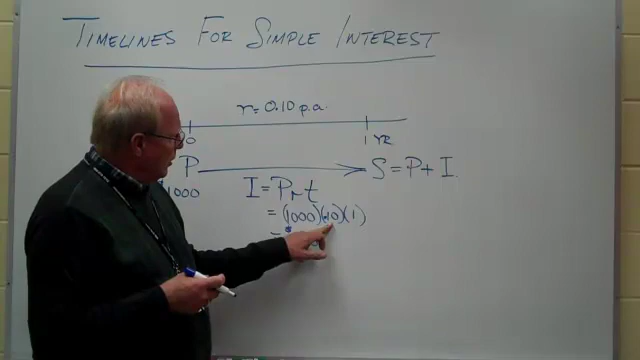 TIMELINES FOR SIMPLE INTEREST
r = 0.10 p.a.
0 1 YR
P S = P + I.
1000 I = Prt
= (1000)(.10)(1)
= $